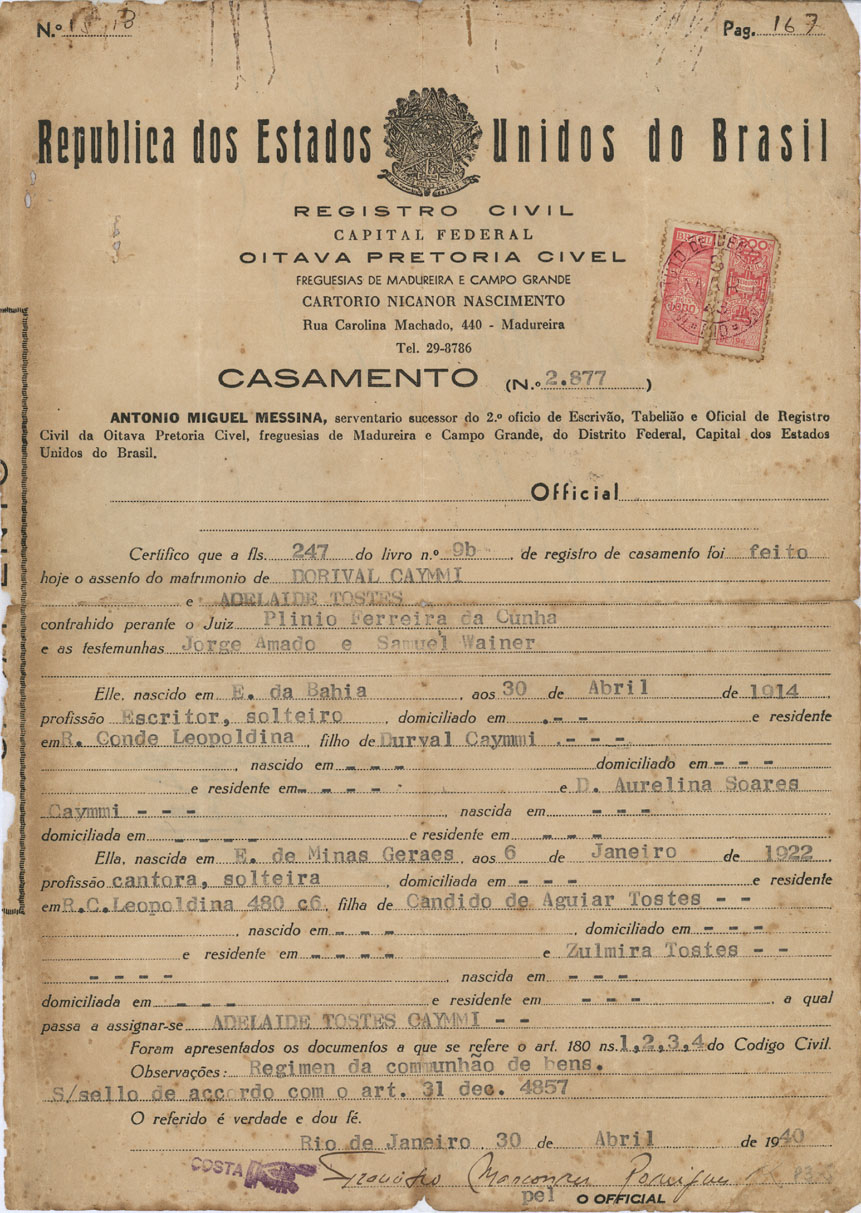 N.º 1813 Pag. 167
Republica dos Estados Unidos do Brasil
REGISTRO CIVIL
CAPITAL FEDERAL
OITAVA PRETORIA CIVEL
FREGUESIAS DE MADUREIRA E CAMPO GRANDE
CARTORIO NICANOR NASCIMENTO
Rua Carolina Machado, 440 - Madureira
Tel. 29-8786
CASAMENTO (N.º 2.877)
ANTONIO MIGUEL MESSINA, serventario sucessor do 2.º oficio de Escrivão, Tabelião e Oficial de Registro
Civil da Oitava Pretoria Civel, freguesias de Madureira e Campo Grande, do Distrito Federal, Capital dos Estados
Unidos do Brasil.
Official
Certifico que a fls. 247 do livro n.º 9b, de registro de casamento foi feito
hoje o assento do matrimonio de DORIVAL CAYMMI
e ADELAIDE TOSTES
contrahido perante o Juiz Plinio Ferreira da Cunha
e as testemunhas Jorge Amado e Samuel Wainer
Elle, nascido em E. da Bahia, aos 30 de Abril de 1914,
profissão Escritor, solteiro, domiciliado em .- - e residente
em R. Conde Leopoldina, filho de Durval Caymmi .- - -
, nascido em - - - domiciliado em - - -
e residente em - - - - e D. Aurelina Soares
Caymmi - - -, nascida em - - -
domiciliada em - - - - e residente em - - -
Ella, nascida em E. de Minas Geraes, aos 6 de Janeiro de 1922,
profissão cantora, solteira, domiciliada em - - - e residente
em R.C.Leopoldina 480 c6, filha de Candido de Aguiar Tostes - -
, nascido em - - -, domiciliado em - - -
e residente em - - - - e Zulmira Tostes - -
- - - -, nascida em - - -,
domiciliada em - - - e residente em - - -, a qual
passa a assignar-se ADELAIDE TOSTES CAYMMI - -
Foram apresentados os documentos a que se refere o art. 180 ns. 1,2,3,4 do Codigo Civil.
Observações: Regimen da communhão de bens.
S/sello de accordo com o art. 31 dec. 4857
O referido é verdade e dou fé.
Rio de Janeiro, 30 de Abril de 1940
COSTA
pel O OFFICIAL